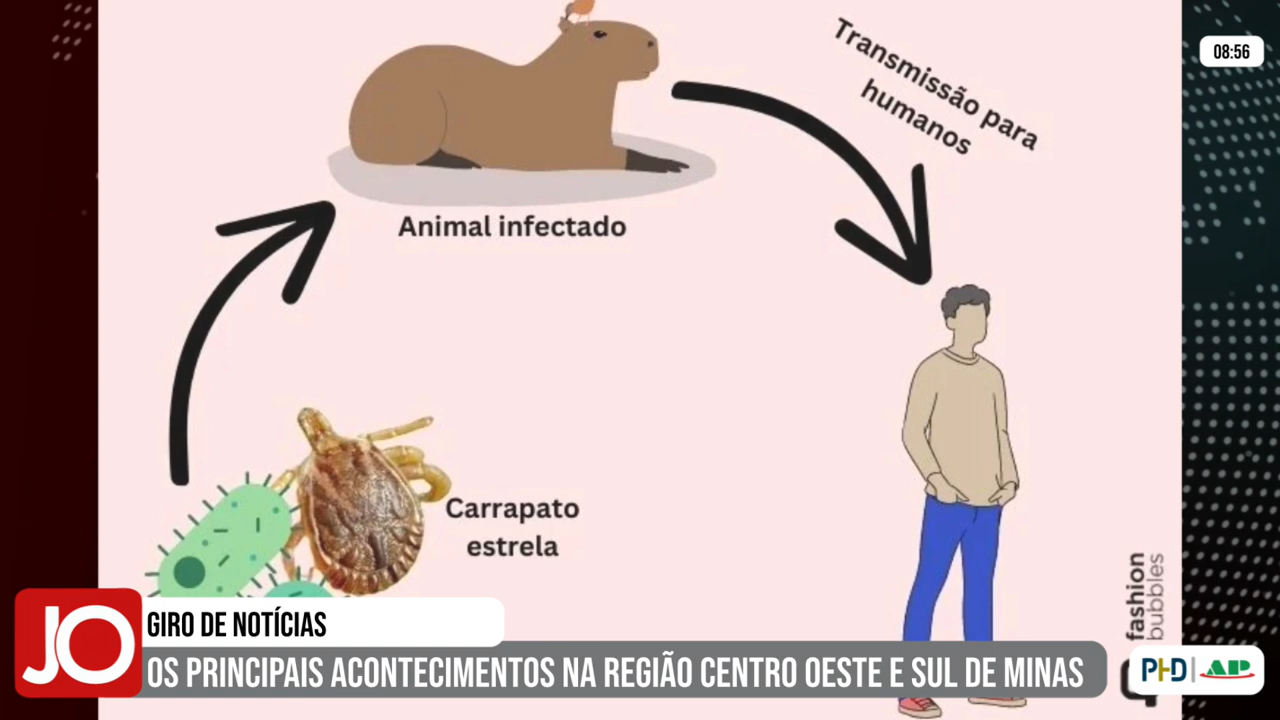 08:56
Transmissão para
humanos
Animal infectado
Carrapato
estrela
fashion
bubbles
JO
GIRO DE NOTÍCIAS
OS PRINCIPAIS ACONTECIMENTOS NA REGIÃO CENTRO OESTE E SUL DE MINAS
PHD | AP